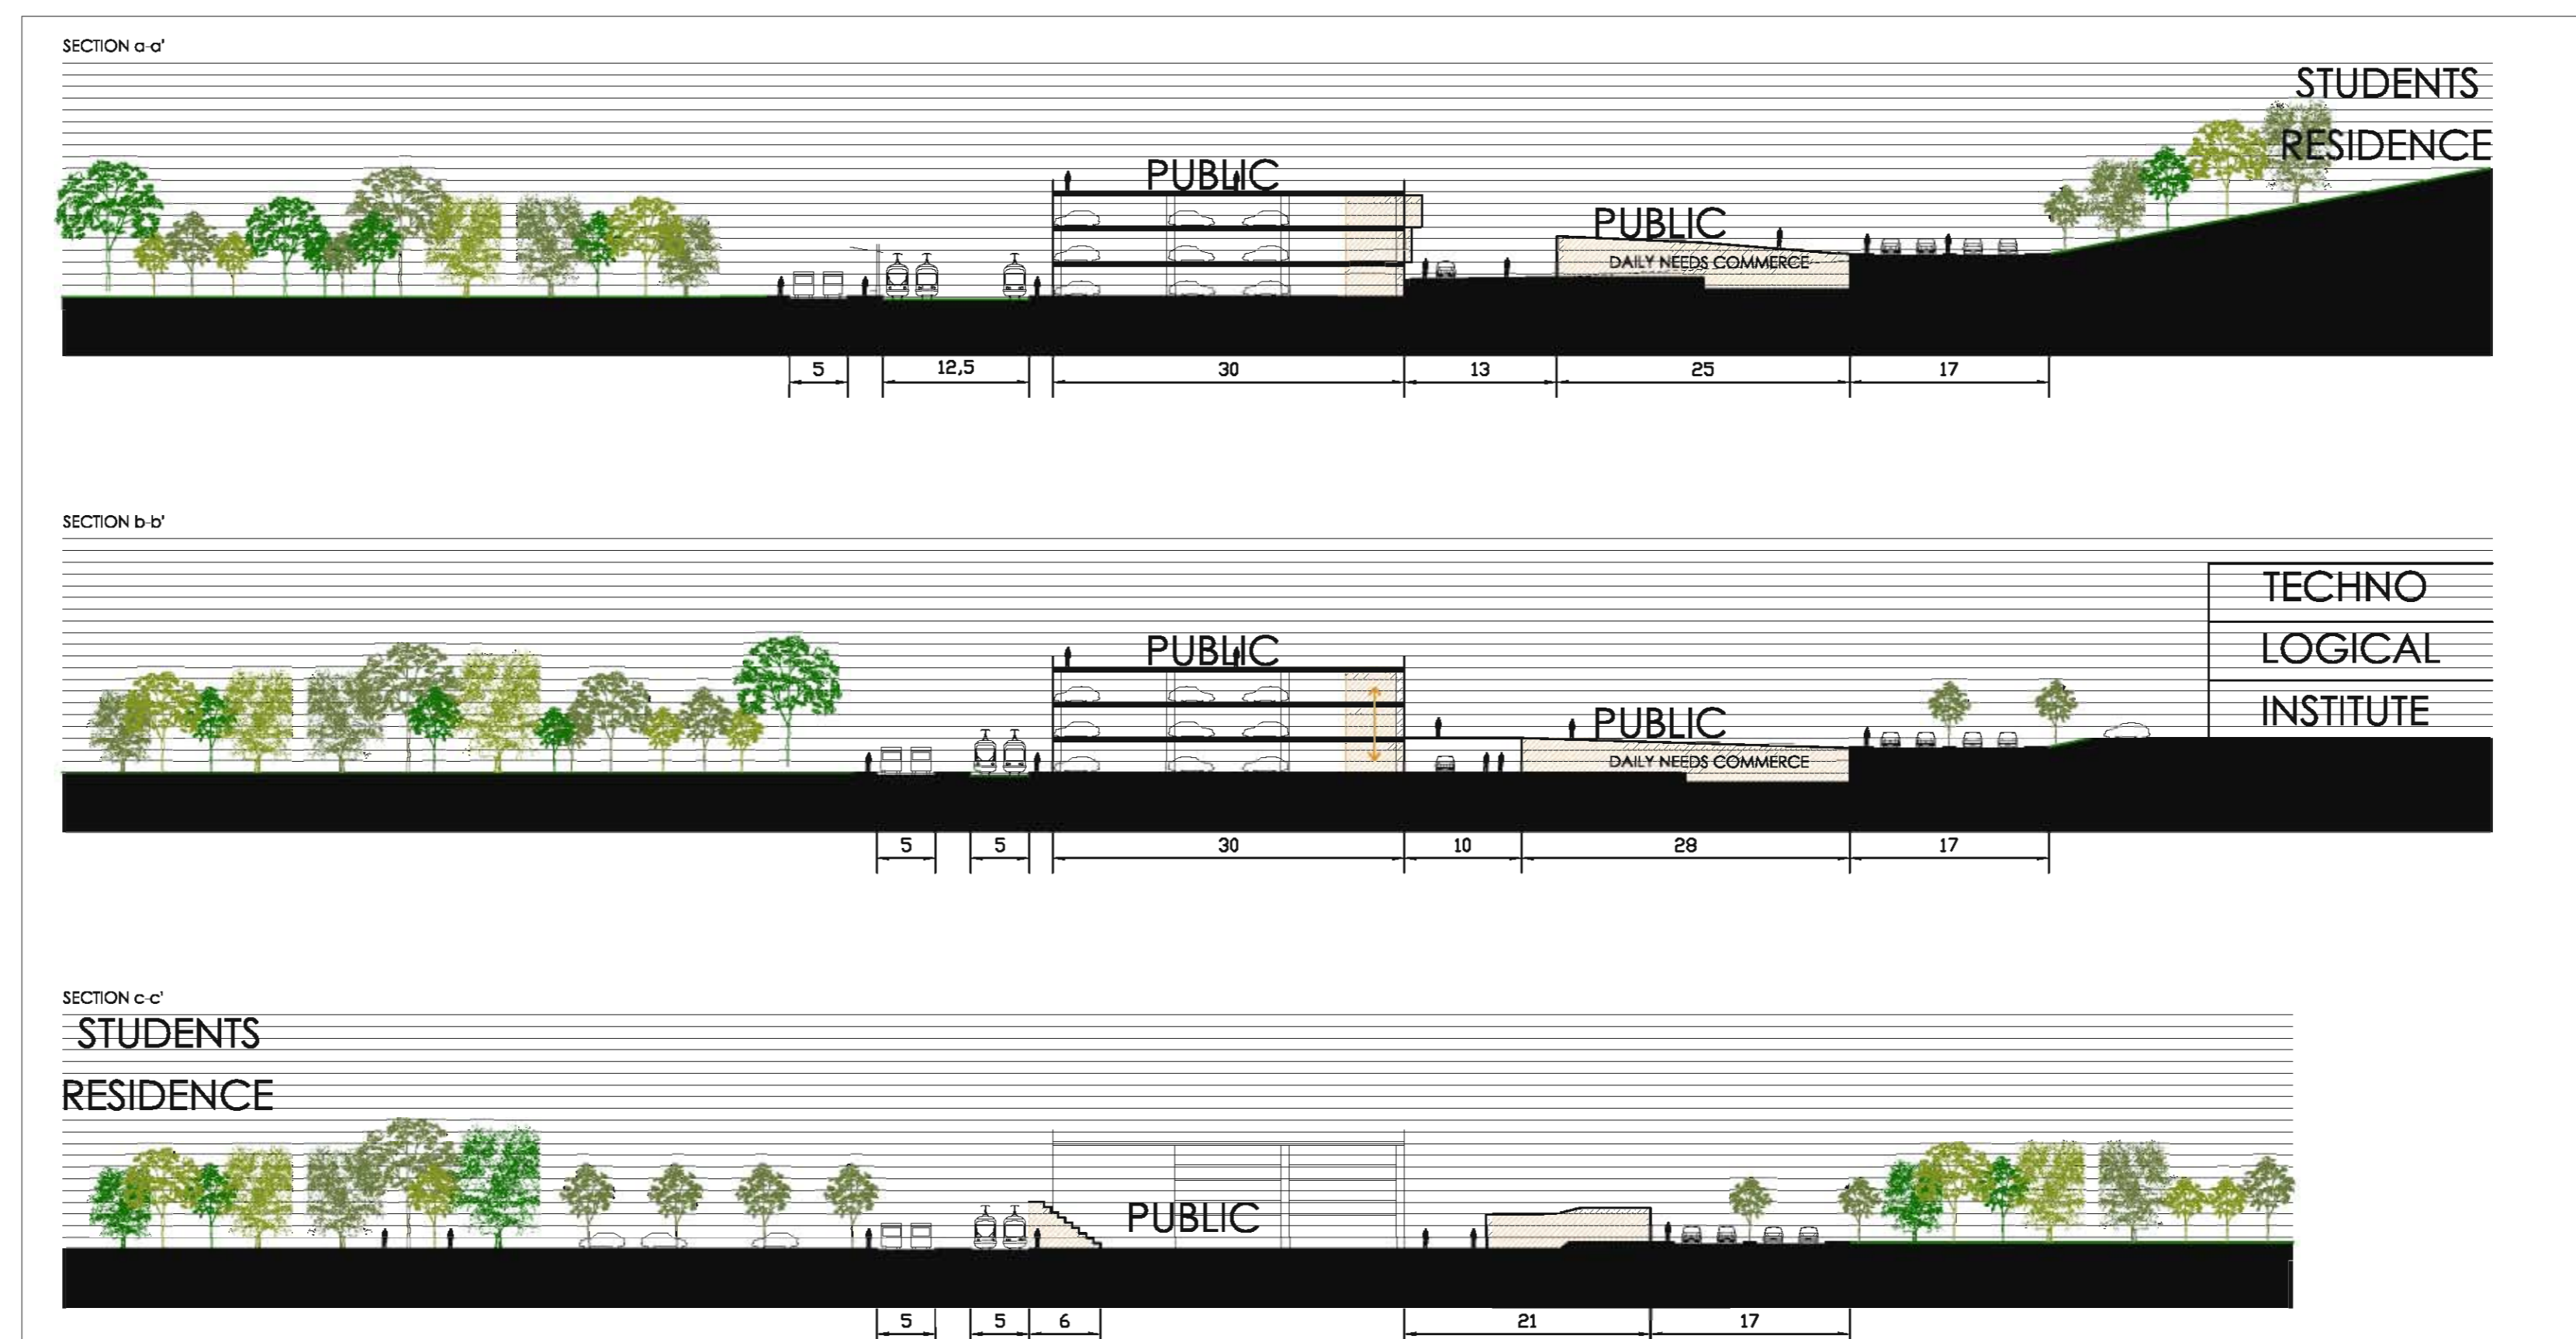 SECTION a-a'
STUDENTS
RESIDENCE
PUBLIC
PUBLIC
DAILY NEEDS COMMERCE
5 12,5 30 13 25 17
SECTION b-b'
TECHNO
LOGICAL
INSTITUTE
PUBLIC
PUBLIC
DAILY NEEDS COMMERCE
5 5 30 10 28 17
SECTION c-c'
STUDENTS
RESIDENCE
PUBLIC
5 5 6 21 17